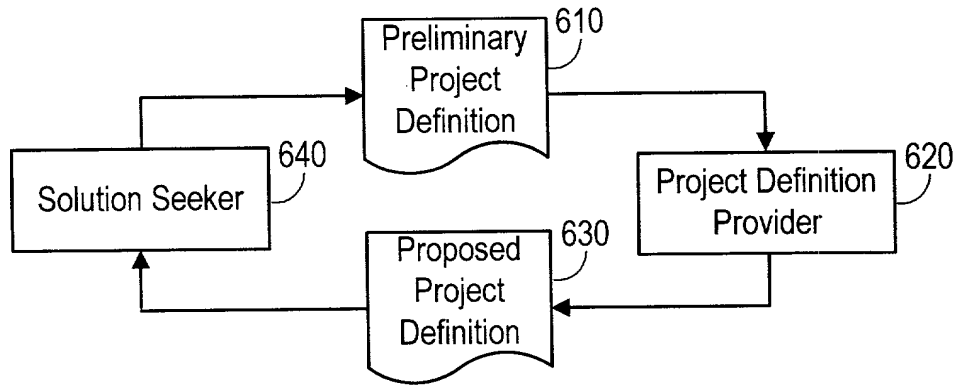 Preliminary
Project
Definition
610
640
Solution Seeker
620
Project Definition
Provider
630
Proposed
Project
Definition